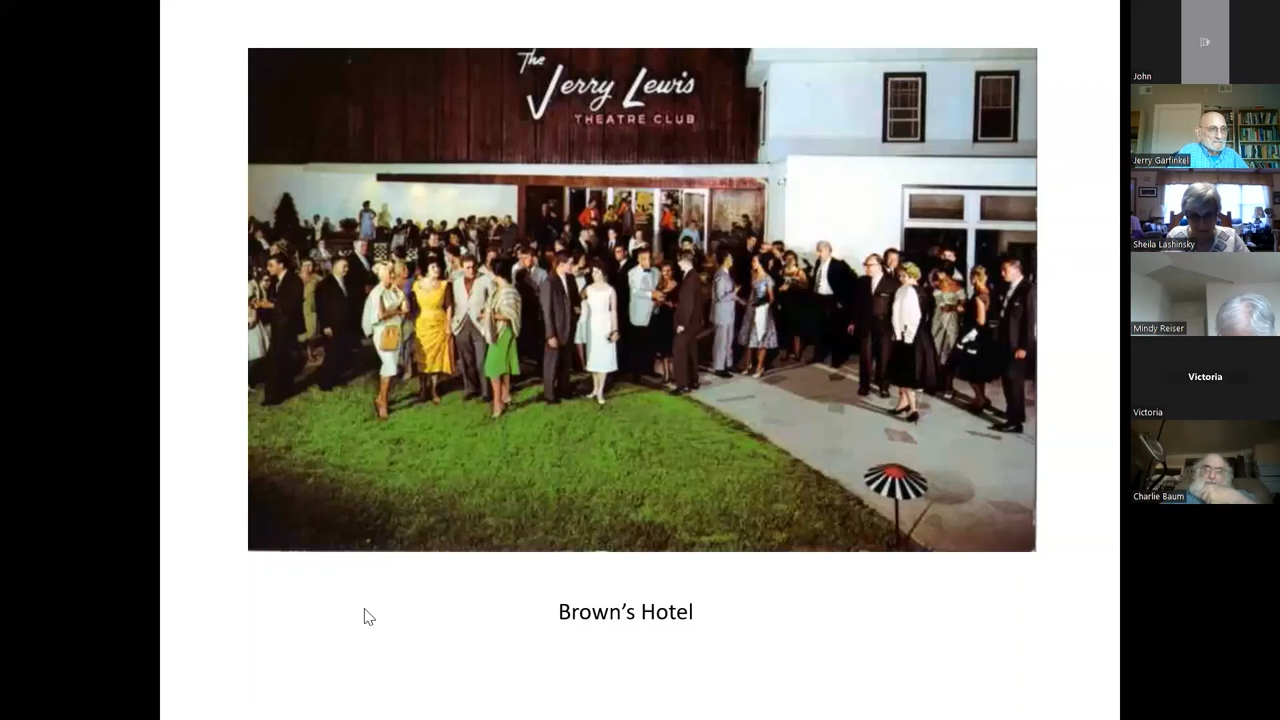 The
Jerry Lewis
THEATRE CLUB
Brown's Hotel
John
Jerry Garfinkel
Sheila Lashinsky
Mindy Reiser
Victoria
Victoria
Charlie Baum